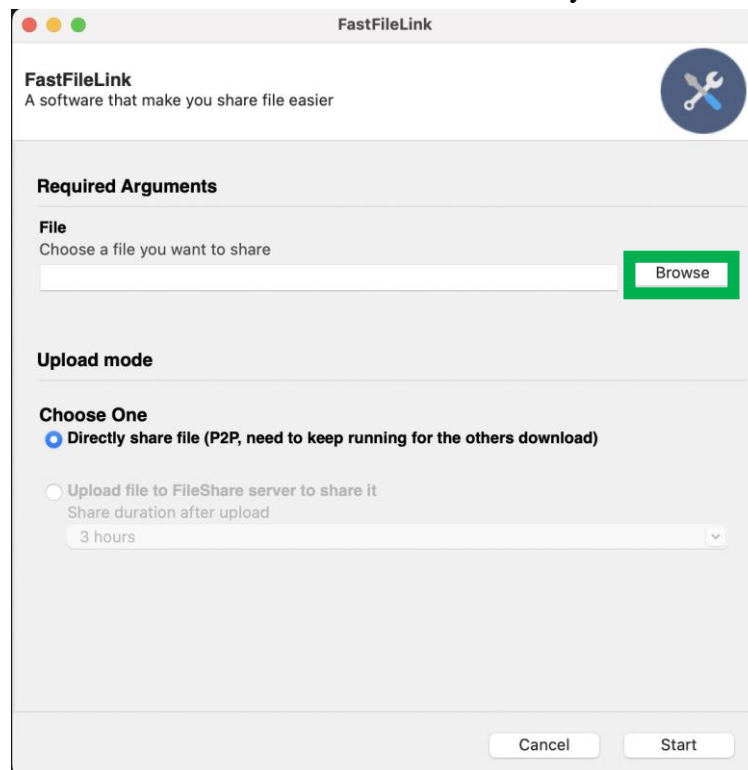 FastFileLink
FastFileLink
A software that make you share file easier
Required Arguments
File
Choose a file you want to share
Browse
Upload mode
Choose One
Directly share file (P2P, need to keep running for the others download)
Upload file to FileShare server to share it
Share duration after upload
3 hours
Cancel
Start